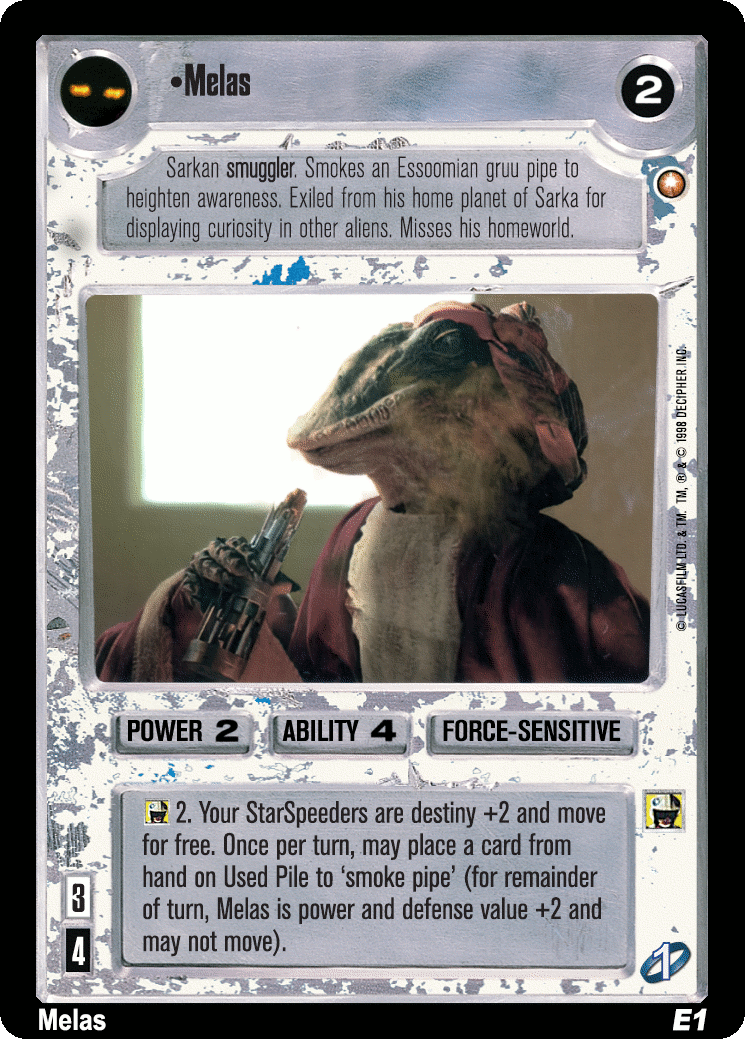 •Melas
2
Sarkan smuggler. Smokes an Essoomian gruu pipe to
heighten awareness. Exiled from his home planet of Sarka for
displaying curiosity in other aliens. Misses his homeworld.
© LUCASFILM LTD. & TM. TM, ® & © 1998 DECIPHER INC.
POWER 2
ABILITY 4
FORCE-SENSITIVE
2. Your StarSpeeders are destiny +2 and move
for free. Once per turn, may place a card from
hand on Used Pile to ‘smoke pipe’ (for remainder
of turn, Melas is power and defense value +2 and
may not move).
3
4
1
Melas
E1